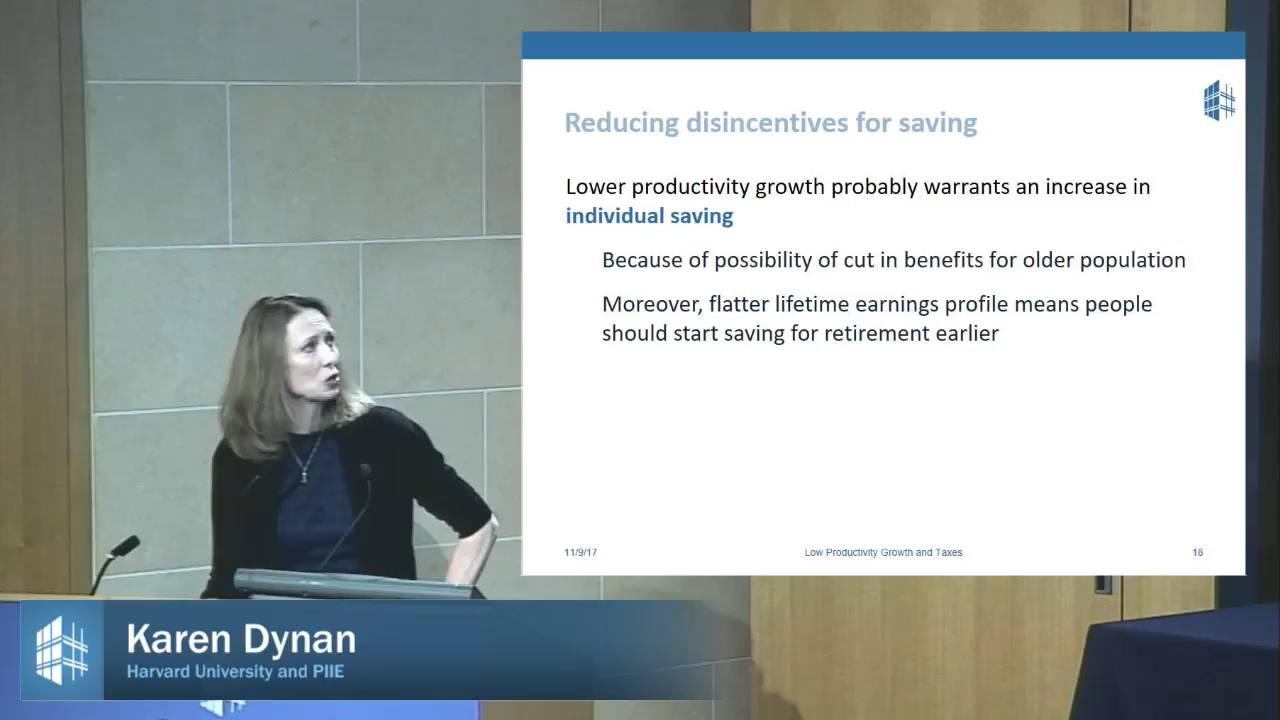 Reducing disincentives for saving
Lower productivity growth probably warrants an increase in
individual saving
Because of possibility of cut in benefits for older population
Moreover, flatter lifetime earnings profile means people
should start saving for retirement earlier
11/9/17
Low Productivity Growth and Taxes
16
Karen Dynan
Harvard University and PIIE